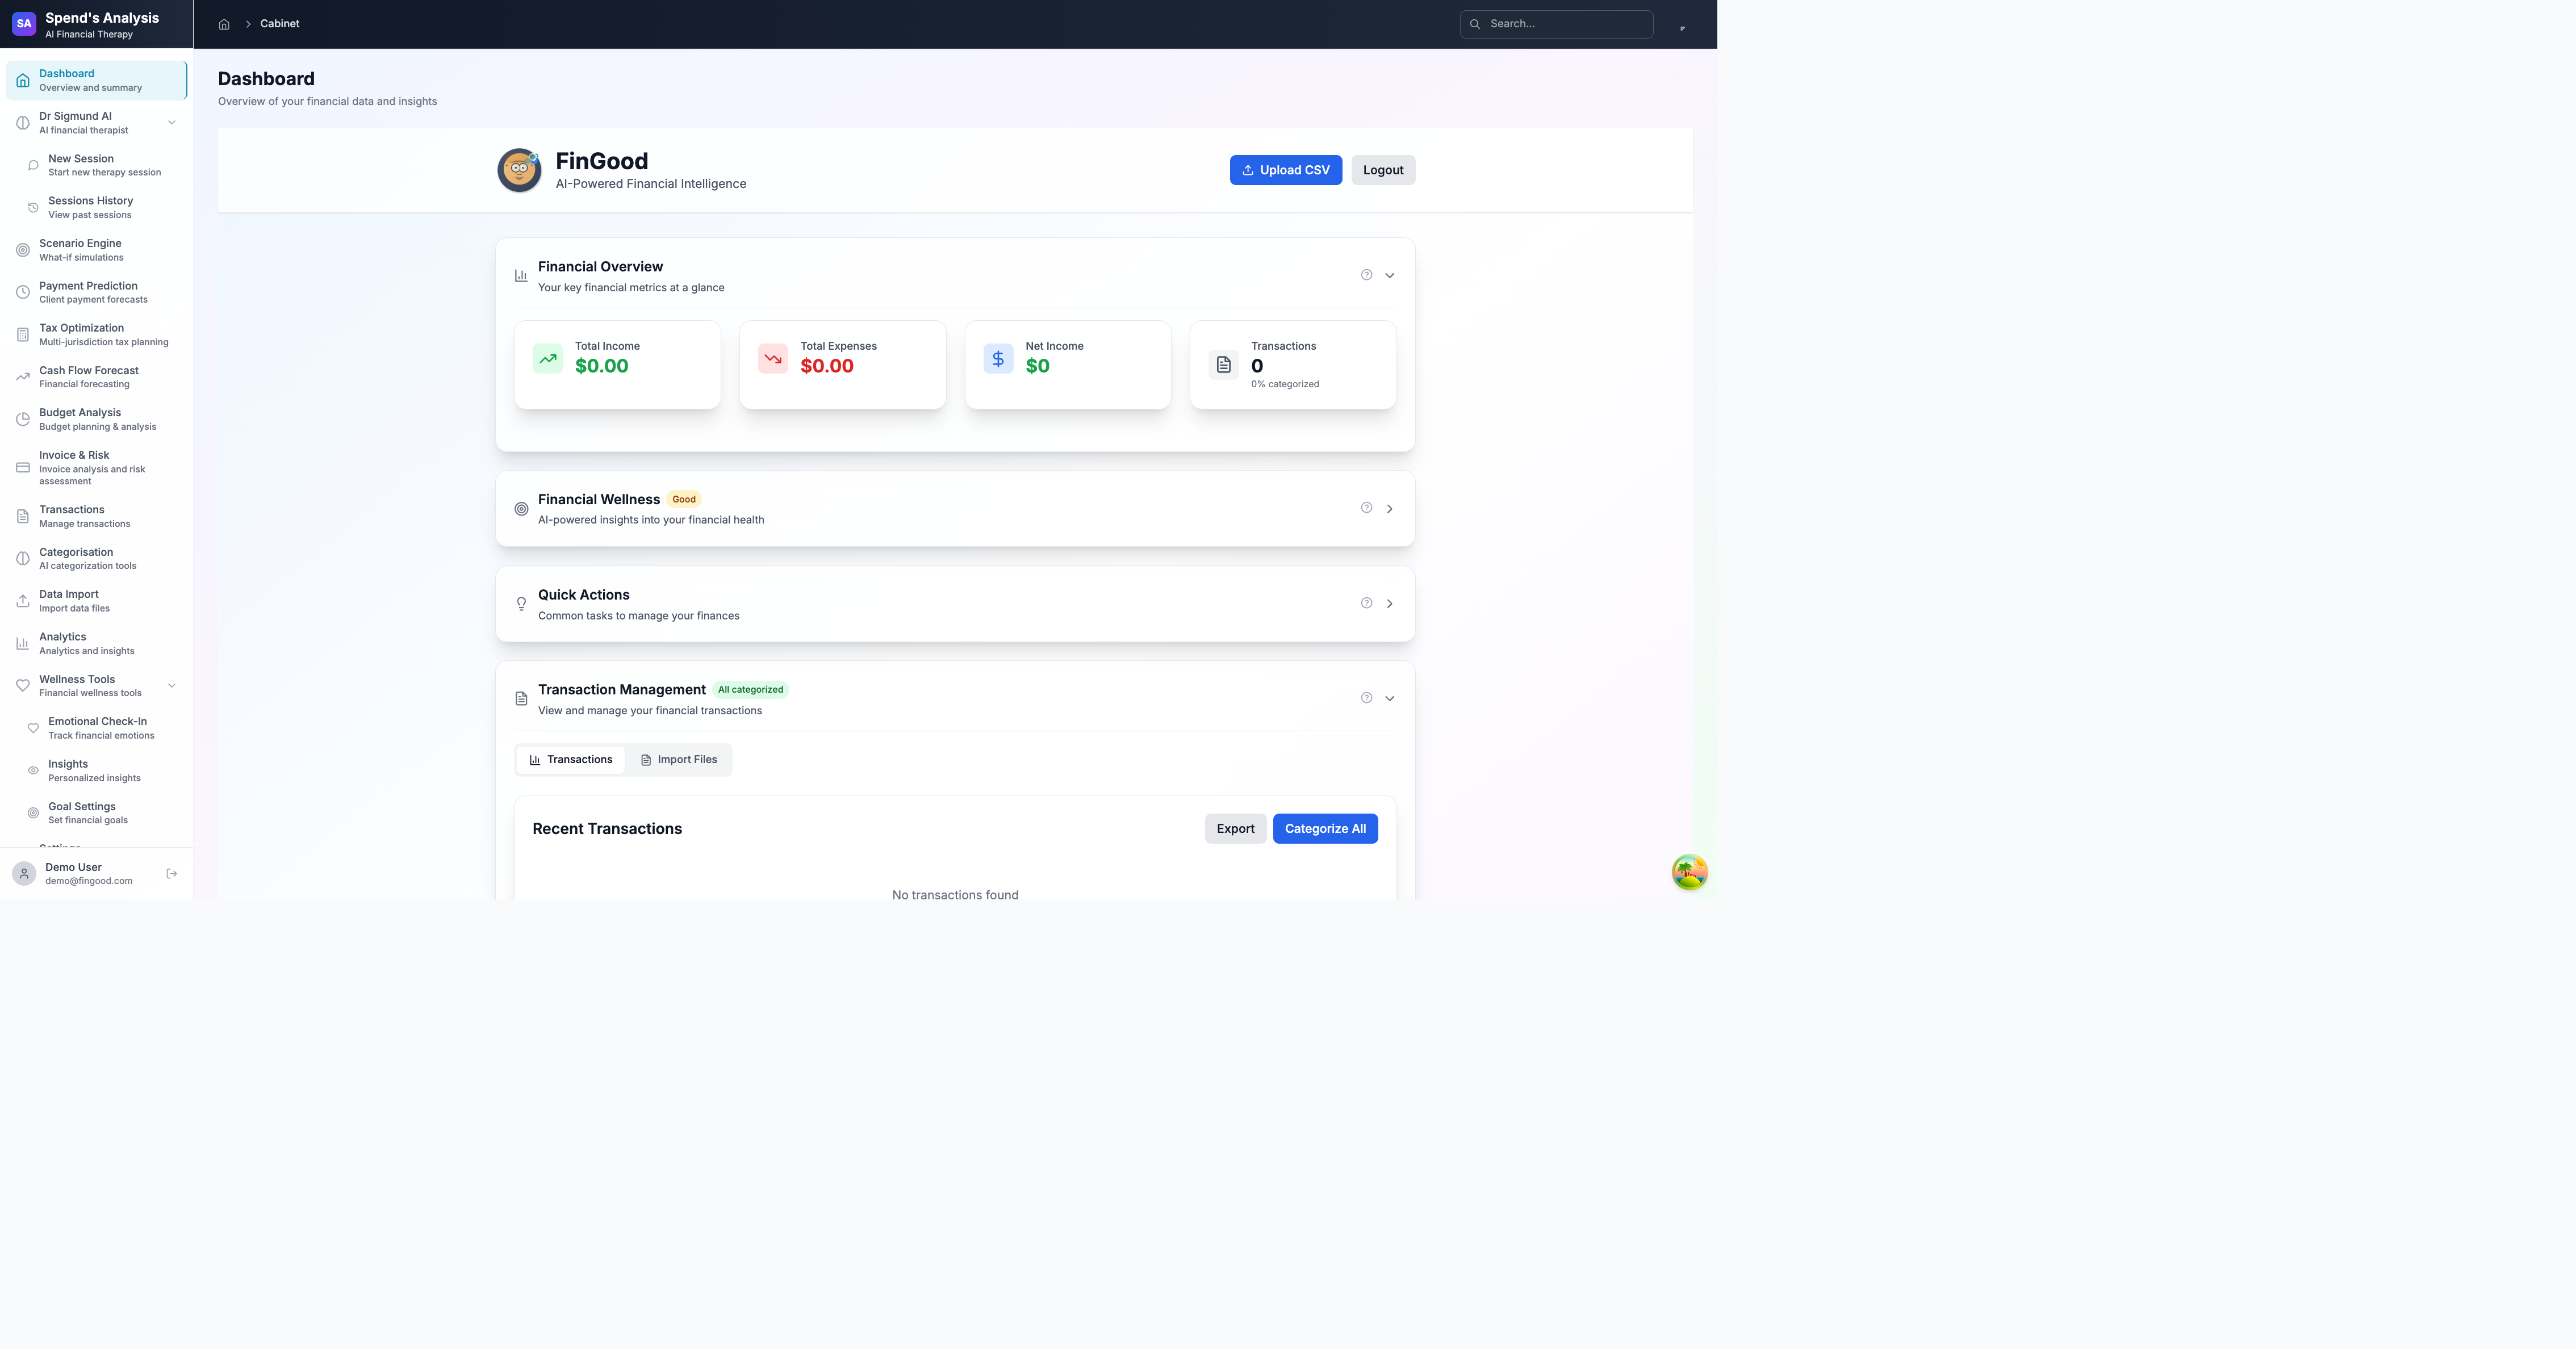 SA
Spend's Analysis
AI Financial Therapy
Cabinet
Search...
Dashboard
Overview and summary
Dr Sigmund AI
AI financial therapist
New Session
Start new therapy session
Sessions History
View past sessions
Scenario Engine
What-if simulations
Payment Prediction
Client payment forecasts
Tax Optimization
Multi-jurisdiction tax planning
Cash Flow Forecast
Financial forecasting
Budget Analysis
Budget planning & analysis
Invoice & Risk
Invoice analysis and risk
assessment
Transactions
Manage transactions
Categorisation
AI categorization tools
Data Import
Import data files
Analytics
Analytics and insights
Wellness Tools
Financial wellness tools
Emotional Check-In
Track financial emotions
Insights
Personalized insights
Goal Settings
Set financial goals
Settings
Demo User
demo@fingood.com
Dashboard
Overview of your financial data and insights
FinGood
AI-Powered Financial Intelligence
Upload CSV
Logout
Financial Overview
Your key financial metrics at a glance
Total Income
$0.00
Total Expenses
$0.00
Net Income
$0
Transactions
0
0% categorized
Financial Wellness Good
AI-powered insights into your financial health
Quick Actions
Common tasks to manage your finances
Transaction Management All categorized
View and manage your financial transactions
Transactions
Import Files
Recent Transactions
Export
Categorize All
No transactions found